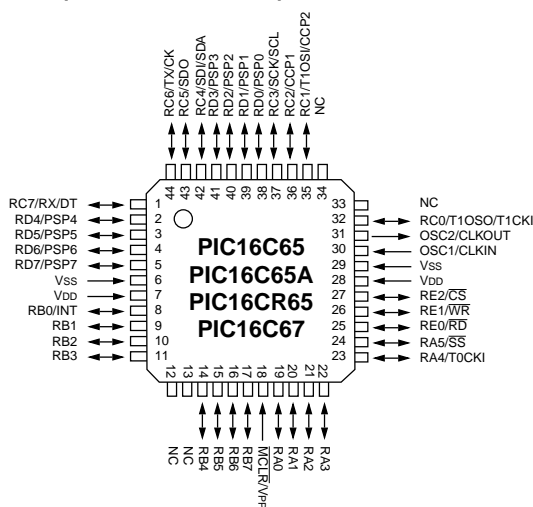 RC6/TX/CK
RC5/SDO
RC4/SDI/SDA
RD3/PSP3
RD2/PSP2
RD1/PSP1
RD0/PSP0
RC3/SCK/SCL
RC2/CCP1
RC1/T1OSI/CCP2
NC
44
43
42
41
40
39
38
37
36
35
34
RC7/RX/DT 1
RD4/PSP4 2
RD5/PSP5 3
RD6/PSP6 4
RD7/PSP7 5
VSS 6
VDD 7
RB0/INT 8
RB1 9
RB2 10
RB3 11
PIC16C65
PIC16C65A
PIC16CR65
PIC16C67
33 NC
32 RC0/T1OSO/T1CKI
31 OSC2/CLKOUT
30 OSC1/CLKIN
29 VSS
28 VDD
27 RE2/CS
26 RE1/WR
25 RE0/RD
24 RA5/SS
23 RA4/T0CKI
12
13
14
15
16
17
18
19
20
21
22
NC
NC
RB4
RB5
RB6
RB7
MCLR/VPP
RA0
RA1
RA2
RA3